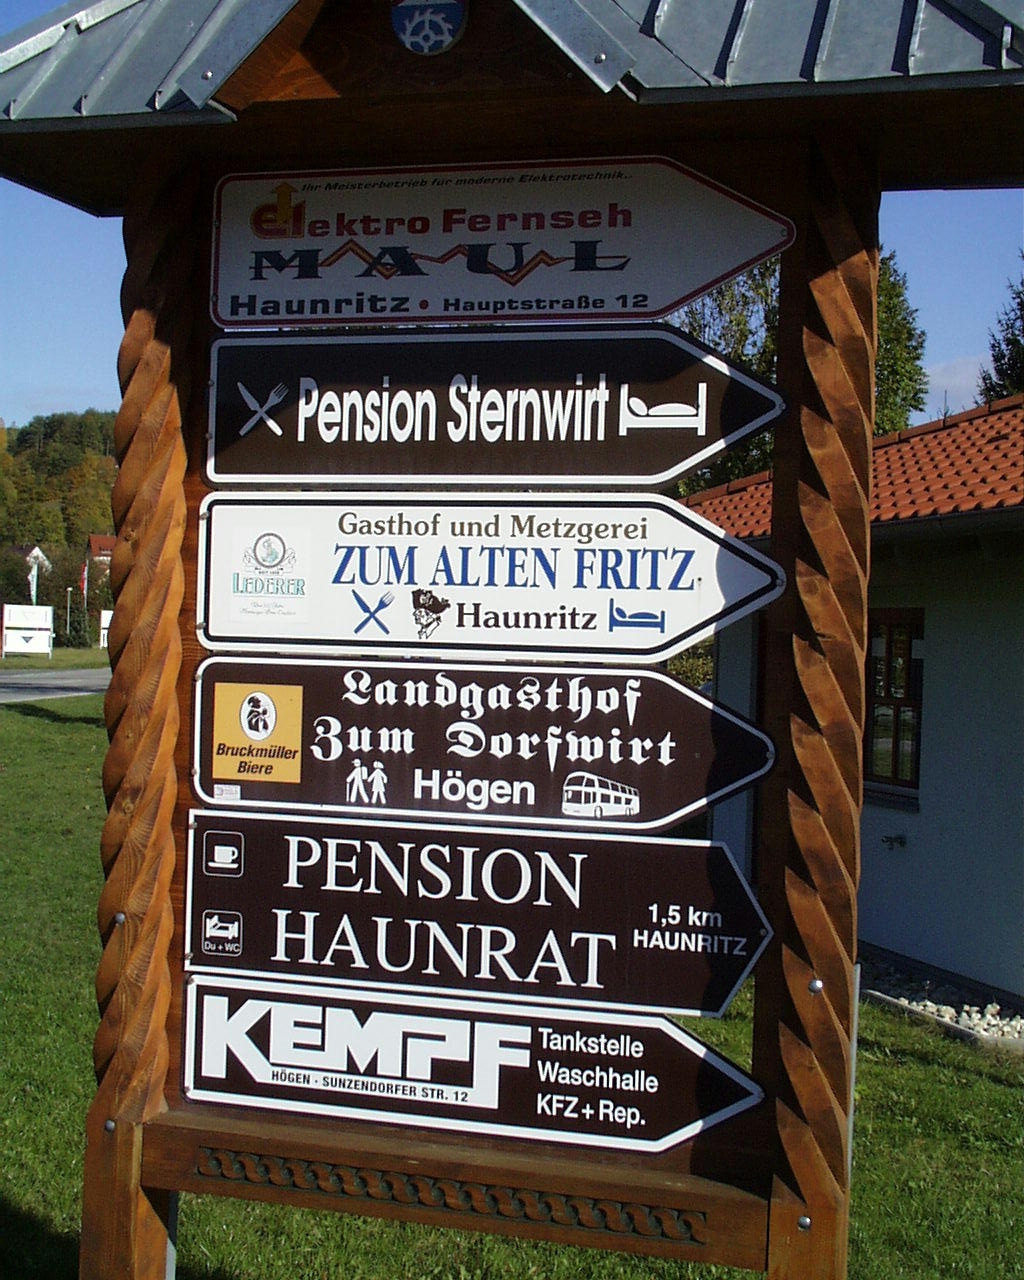 Ihr Meisterbetrieb für moderne Elektrotechnik..
elektro Fernseh
MAUL
Haunritz • Hauptstraße 12
Pension Sternwirt
Gasthof und Metzgerei
ZUM ALTEN FRITZ
LEDERER
Haunritz
Landgasthof
Zum Dorfwirt
Bruckmüller
Biere
Högen
PENSION
HAUNRAT
1,5 km
HAUNRITZ
Du + WC
KEMPF
HÖGEN · SUNZENDORFER STR. 12
Tankstelle
Waschhalle
KFZ + Rep.